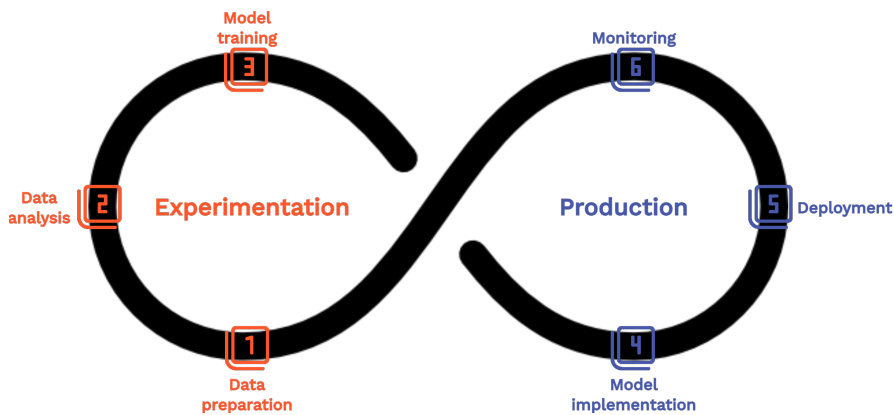 Model
training
3
Monitoring
6
Data
analysis
2
Experimentation
Production
5
Deployment
1
Data
preparation
4
Model
implementation